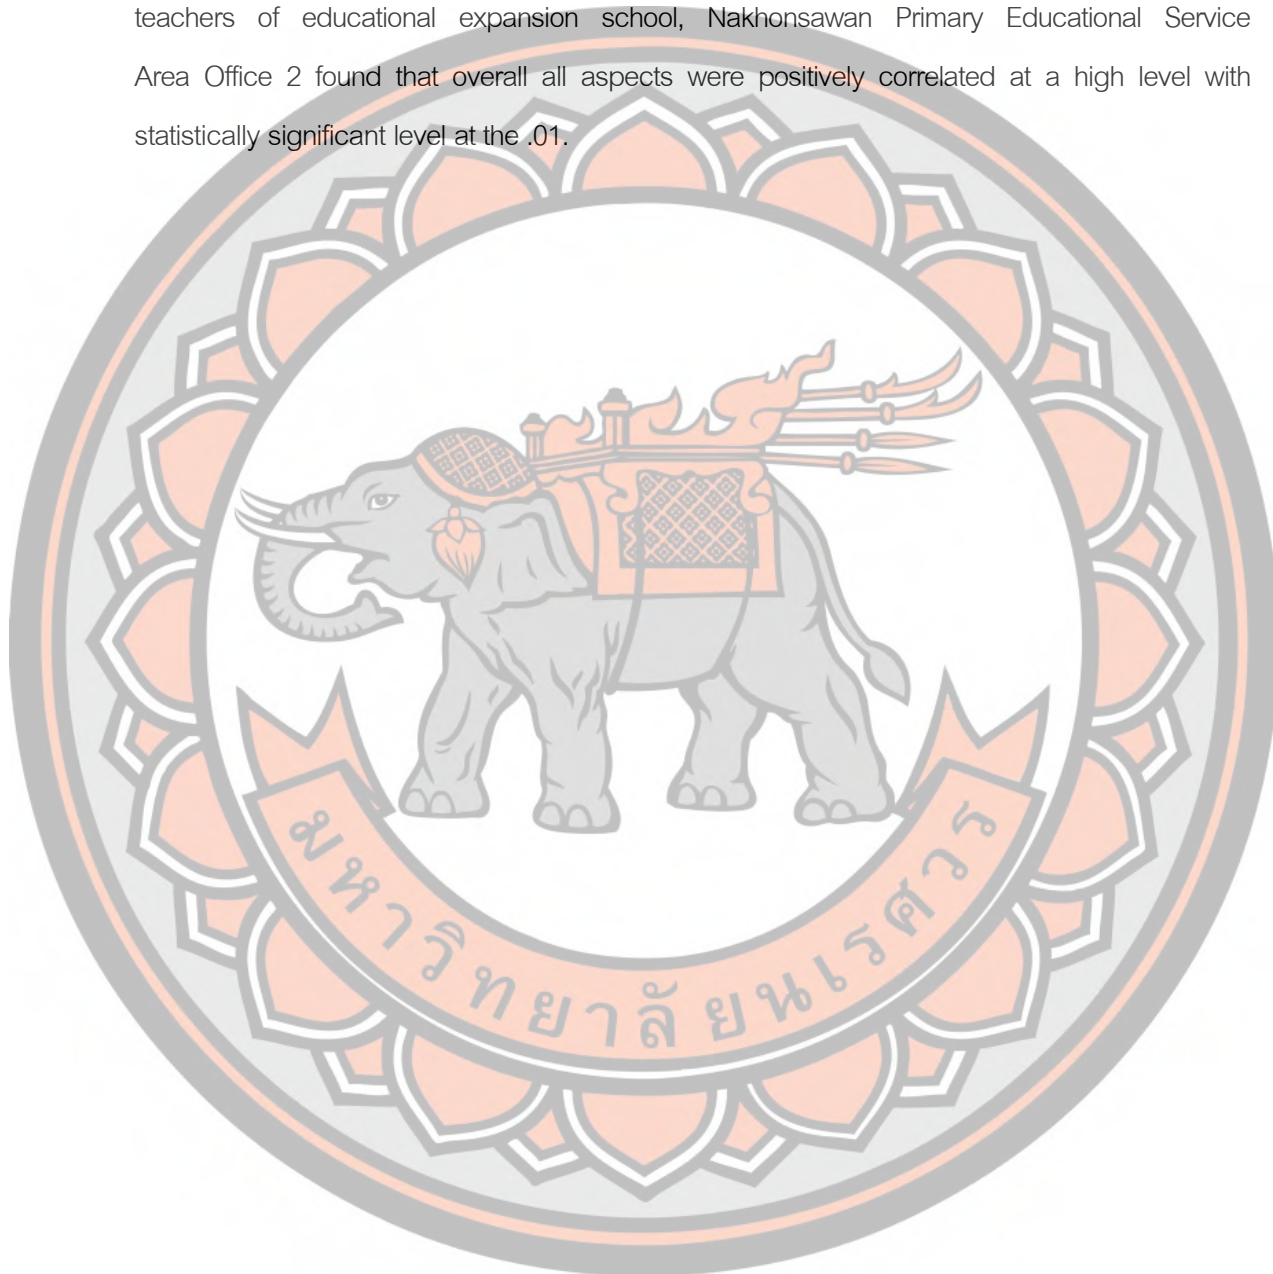 teachers of educational expansion school, Nakhonsawan Primary Educational Service
Area Office 2 found that overall all aspects were positively correlated at a high level with
statistically significant level at the .01.
มหาวิทยาลัยนเรศวร